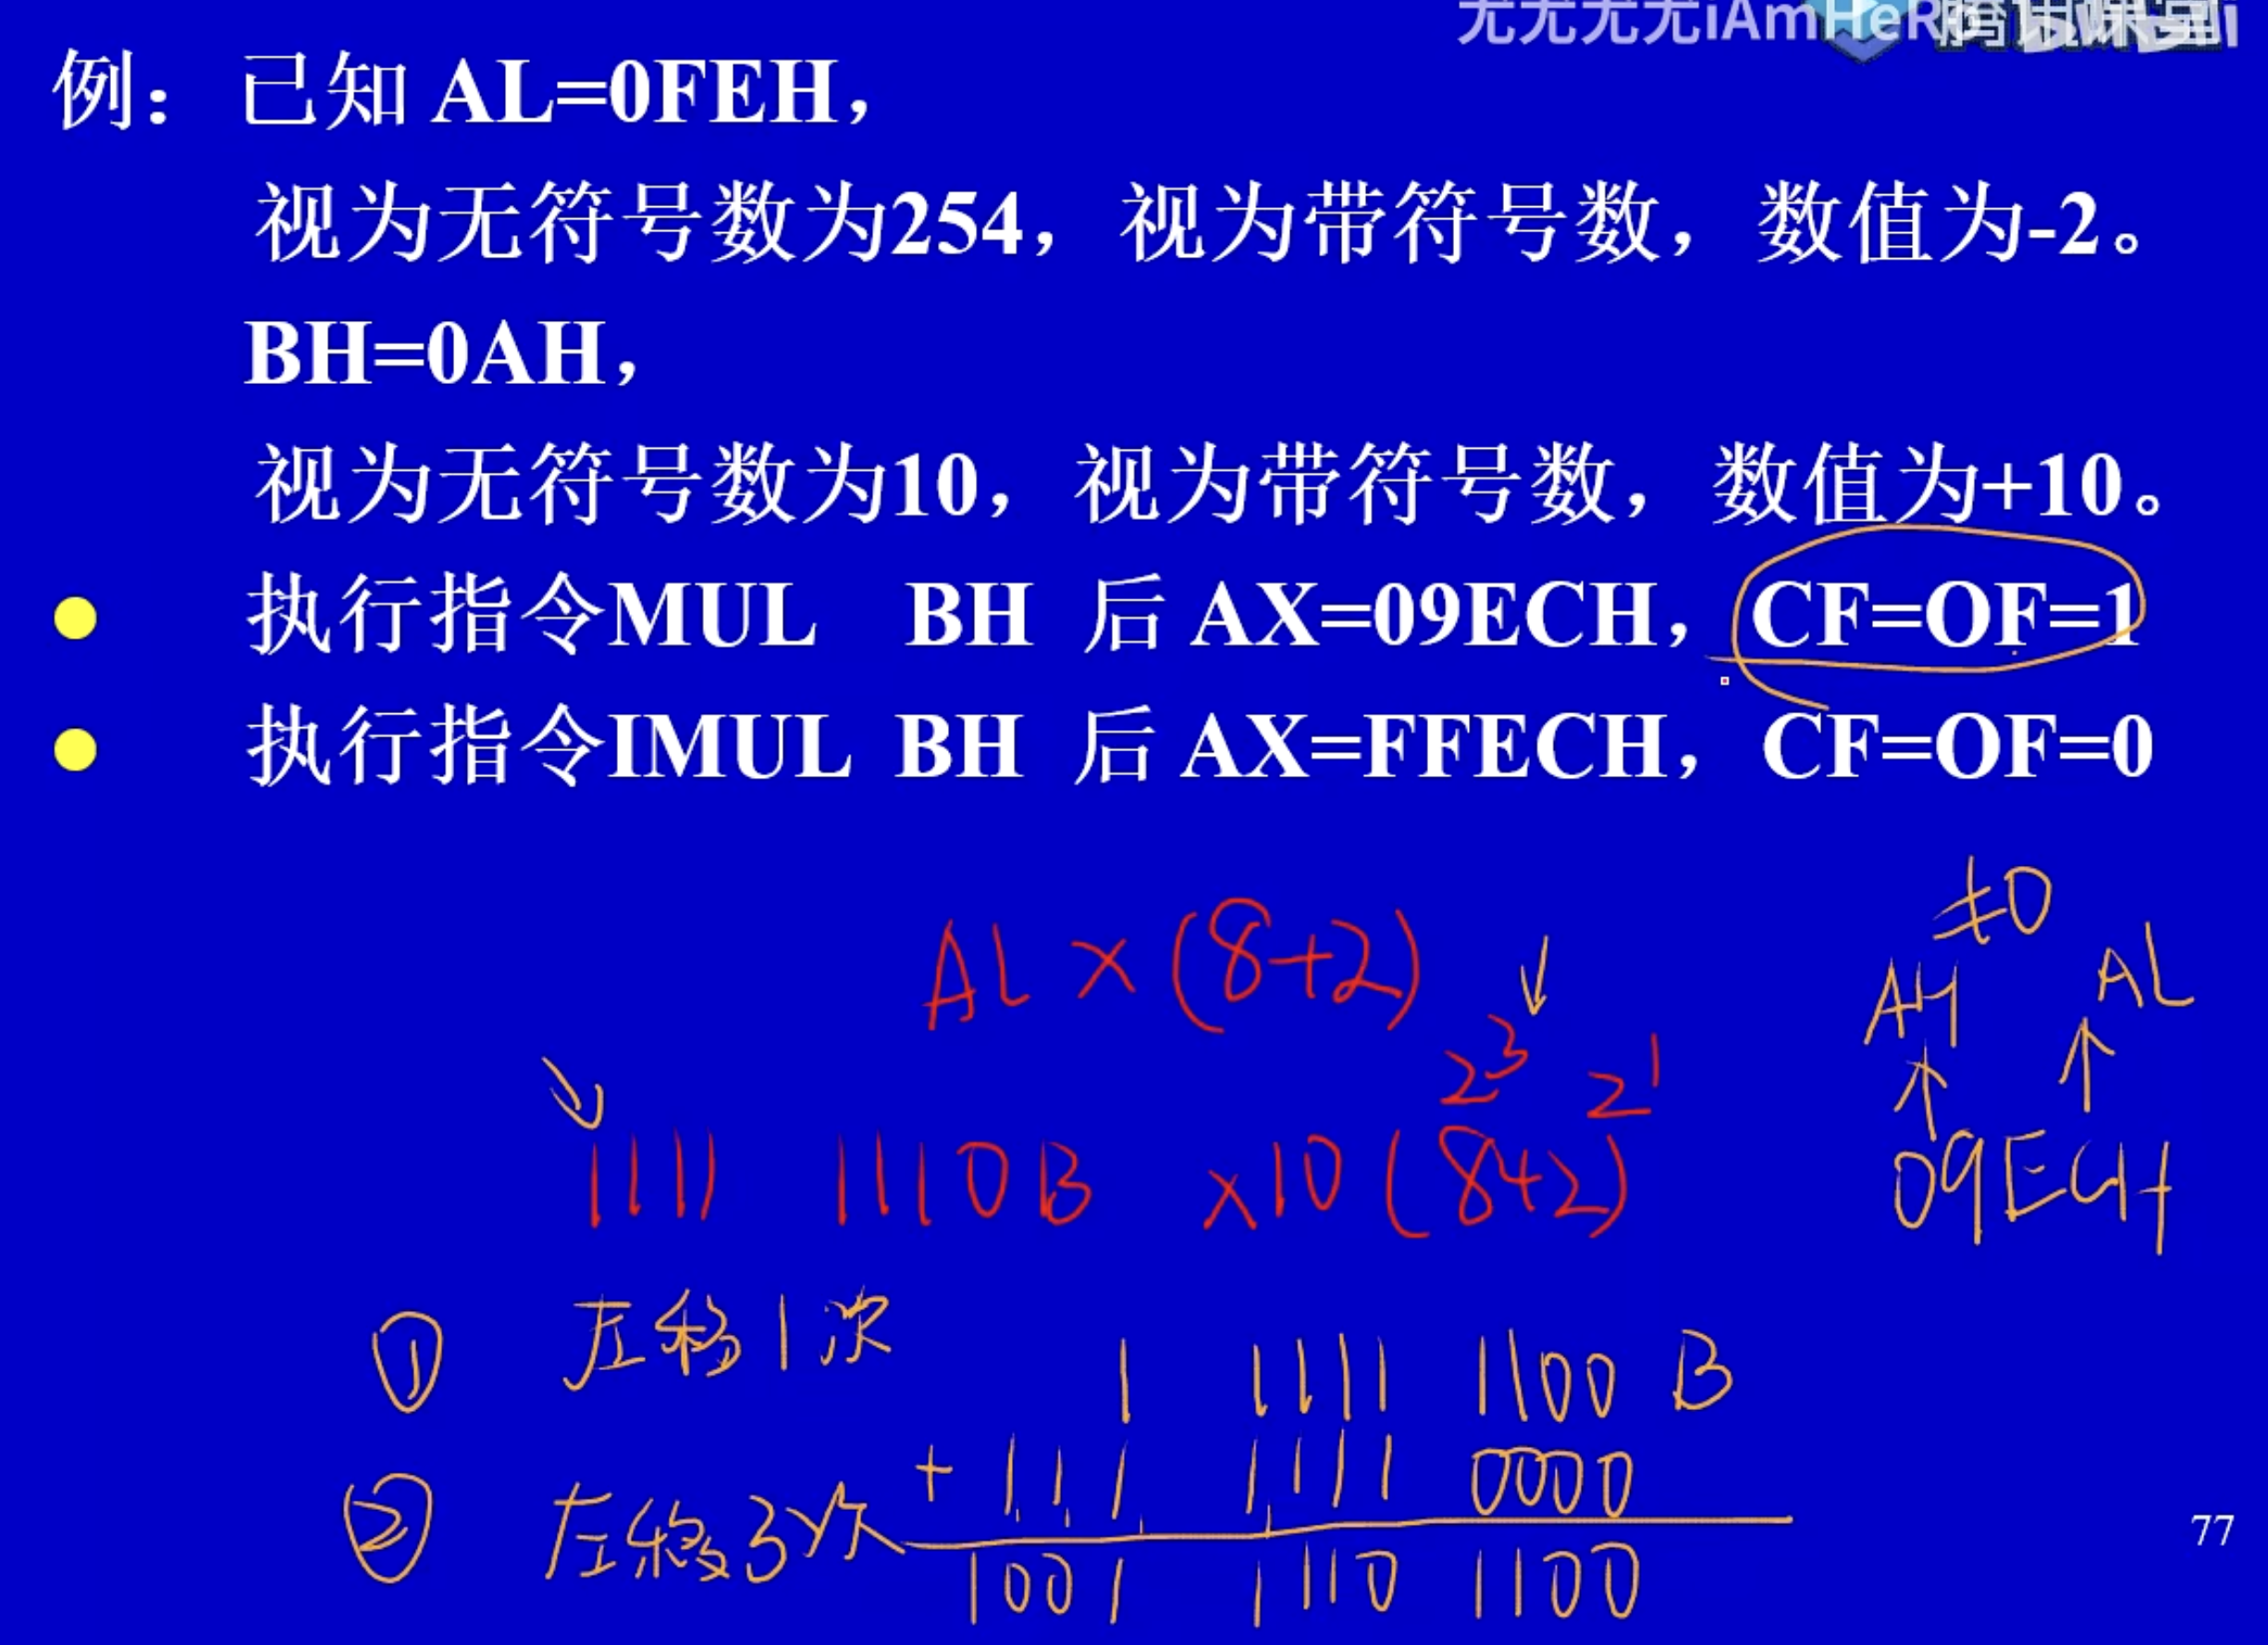 无无无无iAmHeR
腾讯课堂
例： 已知 AL=0FEH，
视为无符号数为254， 视为带符号数， 数值为-2。
BH=0AH，
视为无符号数为10， 视为带符号数， 数值为+10。
执行指令MUL BH 后 AX=09ECH， CF=OF=1
执行指令IMUL BH 后 AX=FFECH， CF=OF=0
≠0
AL × (8+2)
AH AL
2³ 2¹
1111 1110B ×10 (8+2)
09ECH
① 左移1次 1 1111 1100 B
② 左移3次 + 111 1111 0000
1001 1110 1100
77